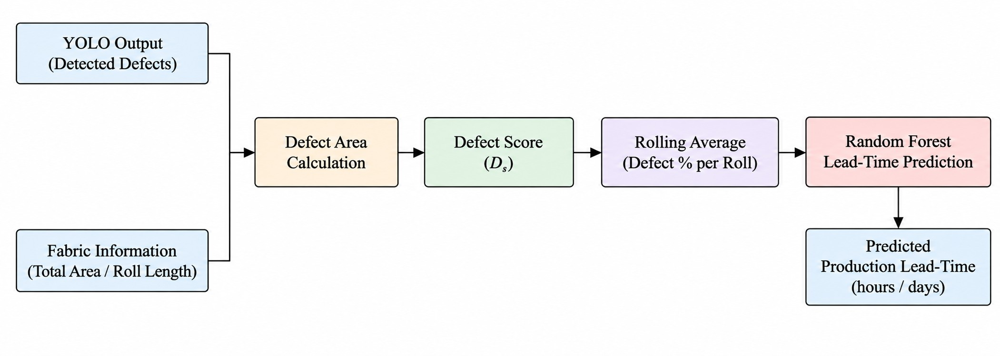 YOLO Output
(Detected Defects)
Fabric Information
(Total Area / Roll Length)
Defect Area
Calculation
Defect Score
(Dₛ)
Rolling Average
(Defect % per Roll)
Random Forest
Lead-Time Prediction
Predicted
Production Lead-Time
(hours / days)